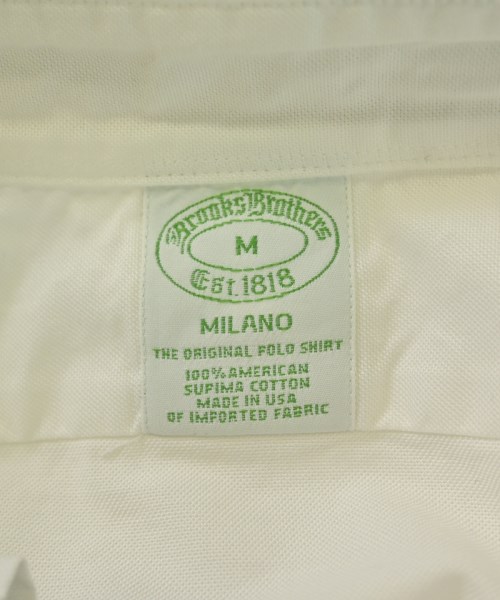 Brooks Brothers
M
Est. 1818
MILANO
THE ORIGINAL POLO SHIRT
100% AMERICAN
SUPIMA COTTON
MADE IN USA
OF IMPORTED FABRIC